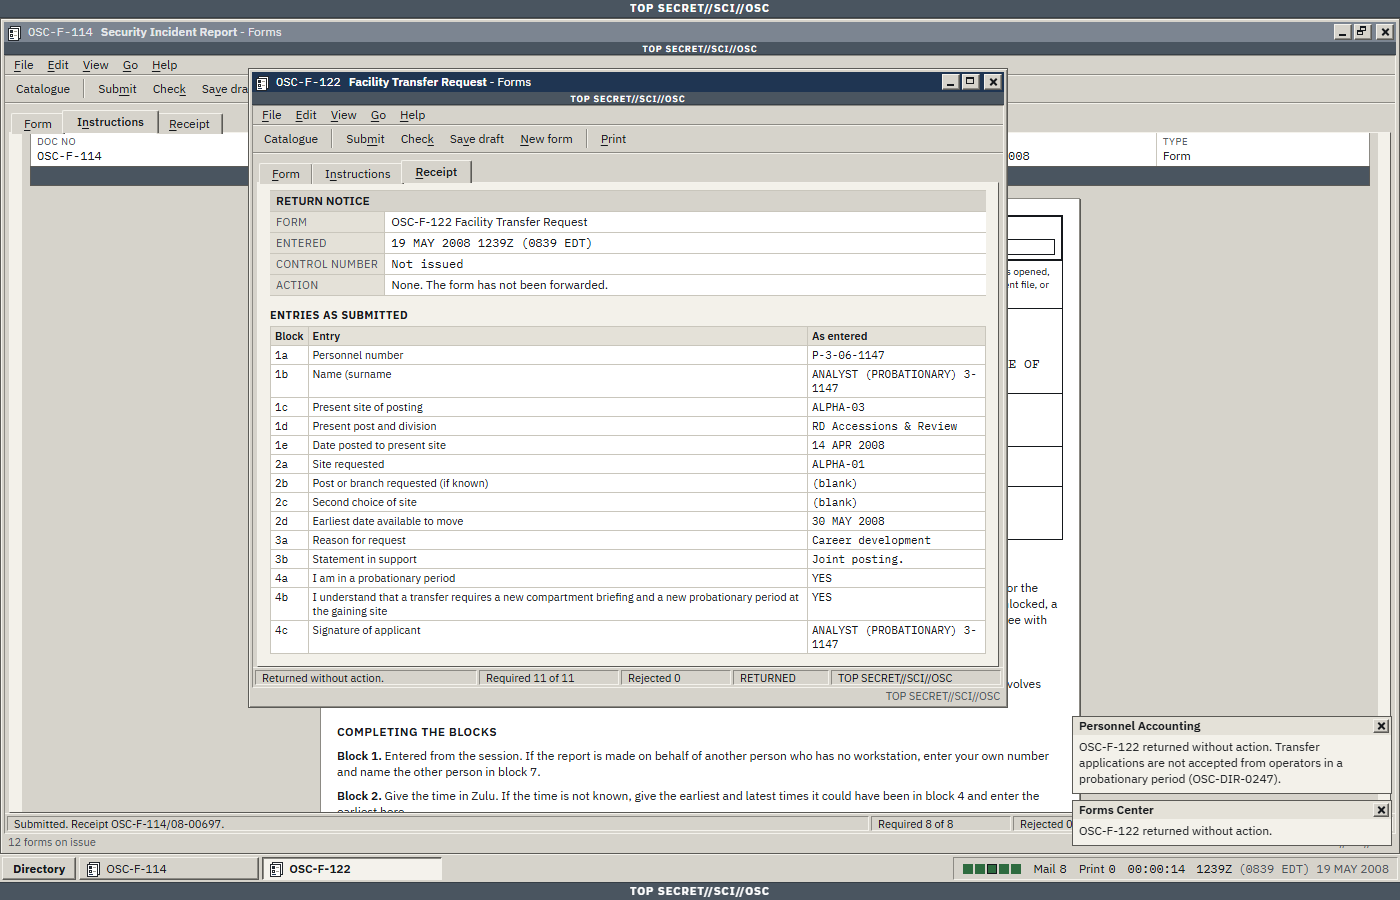 TOP SECRET//SCI//OSC
OSC-F-114 Security Incident Report - Forms
TOP SECRET//SCI//OSC
File Edit View Go Help
Catalogue Submit Check Save dra
Form Instructions Receipt
DOC NO
OSC-F-114
008
TYPE
Form
OSC-F-122 Facility Transfer Request - Forms
TOP SECRET//SCI//OSC
File Edit View Go Help
Catalogue Submit Check Save draft New form Print
Form Instructions Receipt
RETURN NOTICE
FORM OSC-F-122 Facility Transfer Request
ENTERED 19 MAY 2008 1239Z (0839 EDT)
CONTROL NUMBER Not issued
ACTION None. The form has not been forwarded.
ENTRIES AS SUBMITTED
Block Entry As entered
1a Personnel number P-3-06-1147
1b Name (surname ANALYST (PROBATIONARY) 3-
1147
1c Present site of posting ALPHA-03
1d Present post and division RD Accessions & Review
1e Date posted to present site 14 APR 2008
2a Site requested ALPHA-01
2b Post or branch requested (if known) (blank)
2c Second choice of site (blank)
2d Earliest date available to move 30 MAY 2008
3a Reason for request Career development
3b Statement in support Joint posting.
4a I am in a probationary period YES
4b I understand that a transfer requires a new compartment briefing and a new probationary period at YES
the gaining site
4c Signature of applicant ANALYST (PROBATIONARY) 3-
1147
Returned without action. Required 11 of 11 Rejected 0 RETURNED TOP SECRET//SCI//OSC
TOP SECRET//SCI//OSC
s opened,
nt file, or
E OF
or the
locked, a
ee with
volves
COMPLETING THE BLOCKS
Block 1. Entered from the session. If the report is made on behalf of another person who has no workstation, enter your own number
and name the other person in block 7.
Block 2. Give the time in Zulu. If the time is not known, give the earliest and latest times it could have been in block 4 and enter the
earliest here.
Submitted. Receipt OSC-F-114/08-00697. Required 8 of 8 Rejected 0
12 forms on issue
Personnel Accounting
OSC-F-122 returned without action. Transfer
applications are not accepted from operators in a
probationary period (OSC-DIR-0247).
Forms Center
OSC-F-122 returned without action.
Directory OSC-F-114 OSC-F-122 Mail 8 Print 0 00:00:14 1239Z (0839 EDT) 19 MAY 2008
TOP SECRET//SCI//OSC